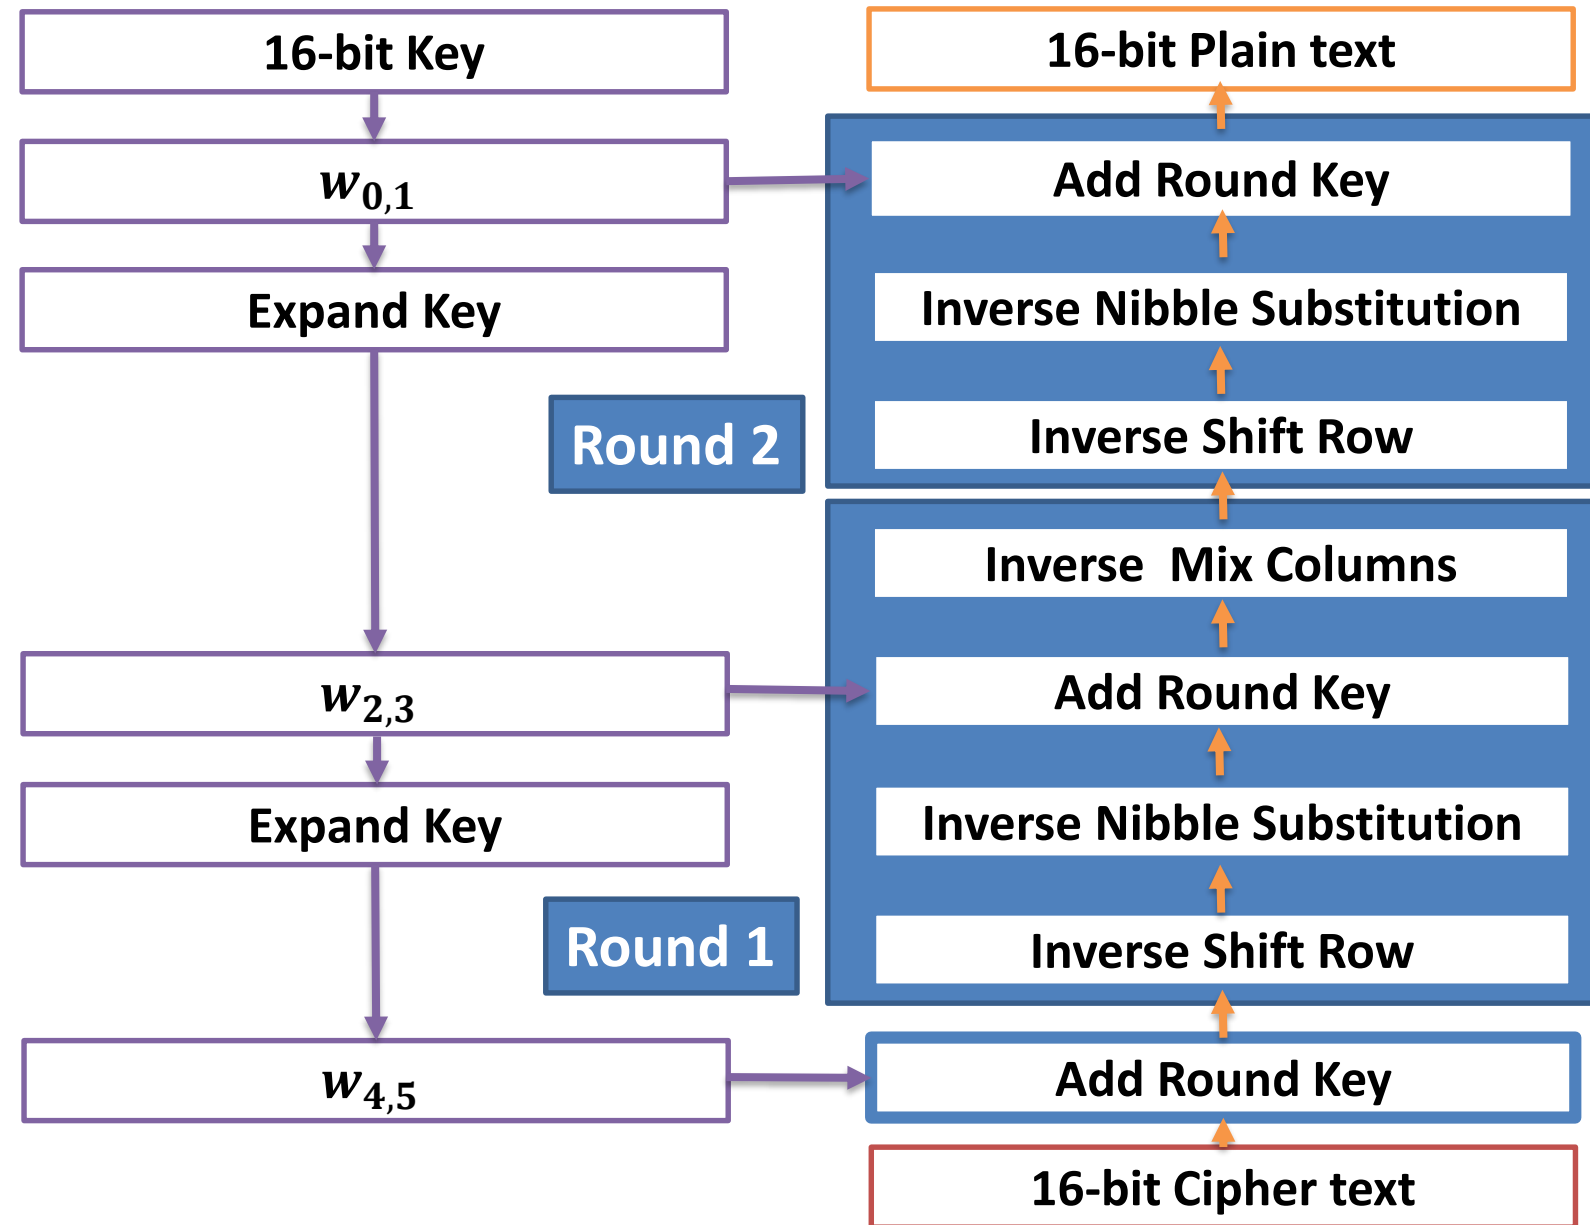 16-bit Key
16-bit Plain text
w0,1
Add Round Key
Expand Key
Inverse Nibble Substitution
Round 2
Inverse Shift Row
Inverse Mix Columns
w2,3
Add Round Key
Expand Key
Inverse Nibble Substitution
Round 1
Inverse Shift Row
w4,5
Add Round Key
16-bit Cipher text